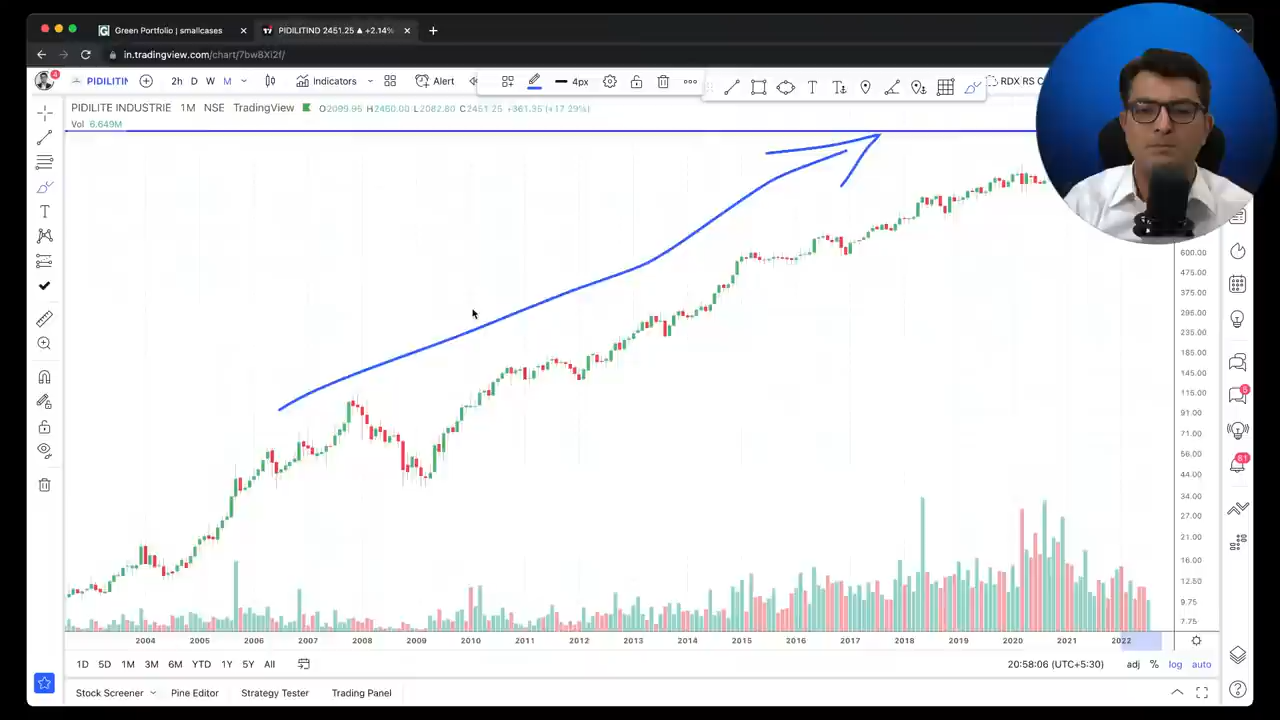 Green Portfolio | smallcases
PIDILITIND 2451.25 ▲ +2.14%
in.tradingview.com/chart/7bw8Xl2f/
4
PIDILITIN
2h D W M
Indicators
Alert
4px
RDX RS C
PIDILITE INDUSTRIE 1M NSE TradingView
O2099.95 H2460.00 L2082.80 C2451.25 +361.35 (+17.29%)
Vol 6.649M
600.00
475.00
375.00
295.00
235.00
185.00
145.00
115.00
91.00
71.00
56.00
44.00
34.00
27.00
21.00
16.00
12.50
9.75
7.75
61
2004 2005 2006 2007 2008 2009 2010 2011 2012 2013 2014 2015 2016 2017 2018 2019 2020 2021 2022
1D 5D 1M 3M 6M YTD 1Y 5Y All
20:58:06 (UTC+5:30) adj % log auto
Stock Screener Pine Editor Strategy Tester Trading Panel